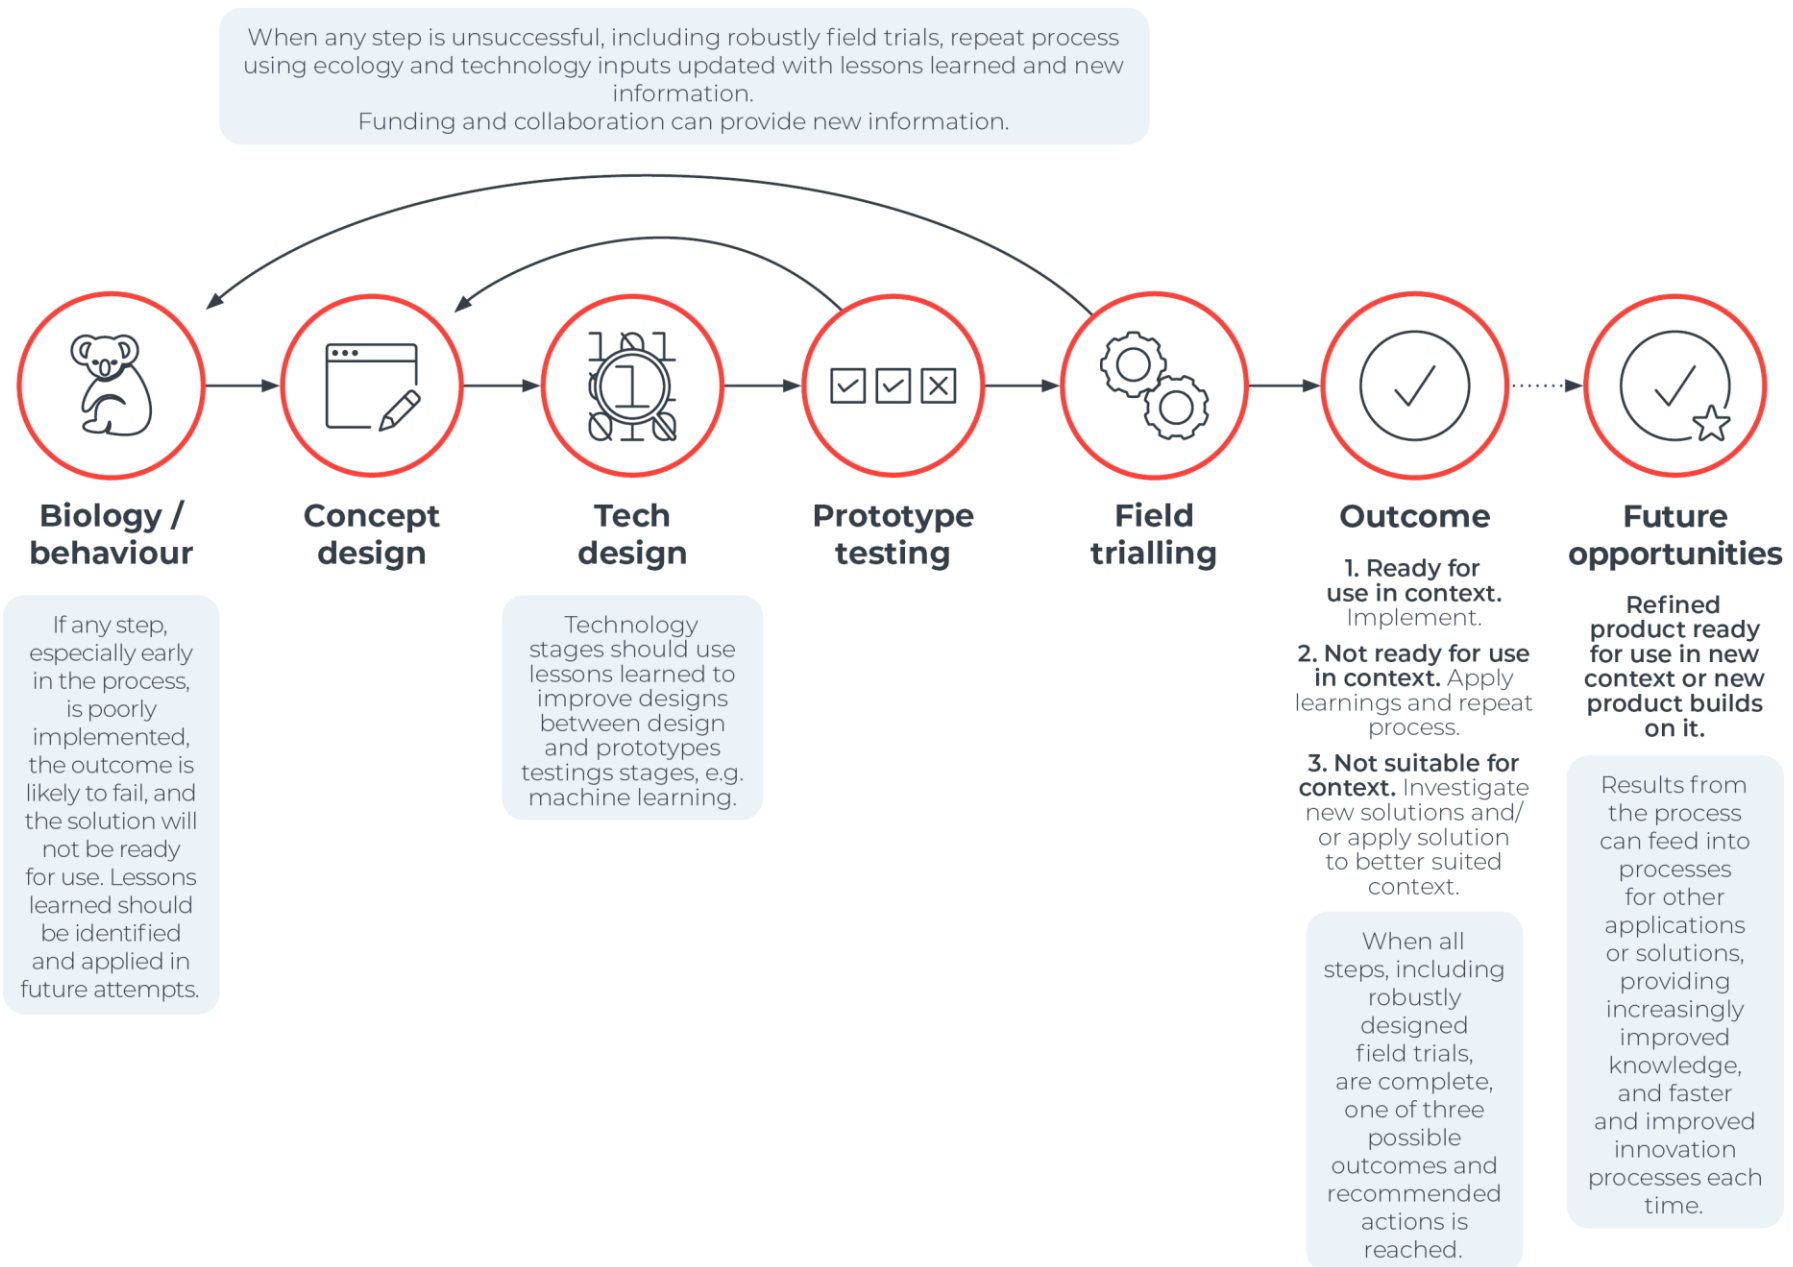 When any step is unsuccessful, including robustly field trials, repeat process
using ecology and technology inputs updated with lessons learned and new
information.
Funding and collaboration can provide new information.
1 0 1
1
0 1 0
Biology /
behaviour
If any step,
especially early
in the process,
is poorly
implemented,
the outcome is
likely to fail, and
the solution will
not be ready
for use. Lessons
learned should
be identified
and applied in
future attempts.
Concept
design
Tech
design
Technology
stages should use
lessons learned to
improve designs
between design
and prototypes
testings stages, e.g.
machine learning.
Prototype
testing
Field
trialling
Outcome
1. Ready for
use in context.
Implement.
2. Not ready for use
in context. Apply
learnings and repeat
process.
3. Not suitable for
context. Investigate
new solutions and/
or apply solution
to better suited
context.
When all
steps, including
robustly
designed
field trials,
are complete,
one of three
possible
outcomes and
recommended
actions is
reached.
Future
opportunities
Refined
product ready
for use in new
context or new
product builds
on it.
Results from
the process
can feed into
processes
for other
applications
or solutions,
providing
increasingly
improved
knowledge,
and faster
and improved
innovation
processes each
time.